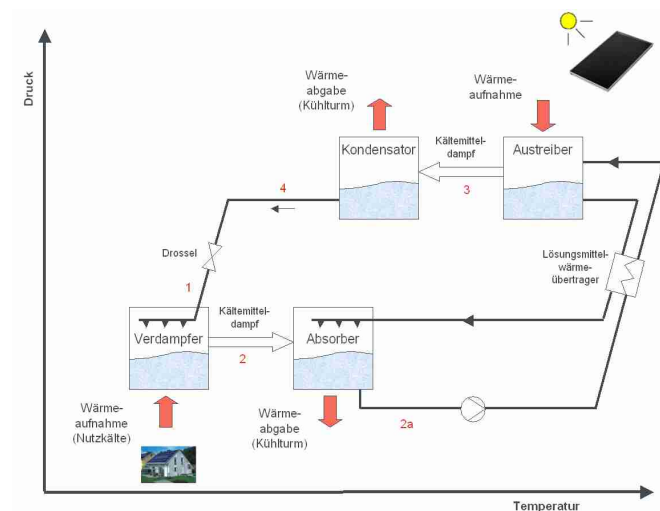 Druck
Wärme-
abgabe
(Kühlturm)
Wärme-
aufnahme
Kondensator
Kältemittel-
dampf
Austreiber
3
4
Drossel
Lösungsmittel-
wärme-
übertrager
1
Kältemittel-
dampf
Verdampfer
2
Absorber
Wärme-
aufnahme
(Nutzkälte)
Wärme-
abgabe
(Kühlturm)
2a
Temperatur